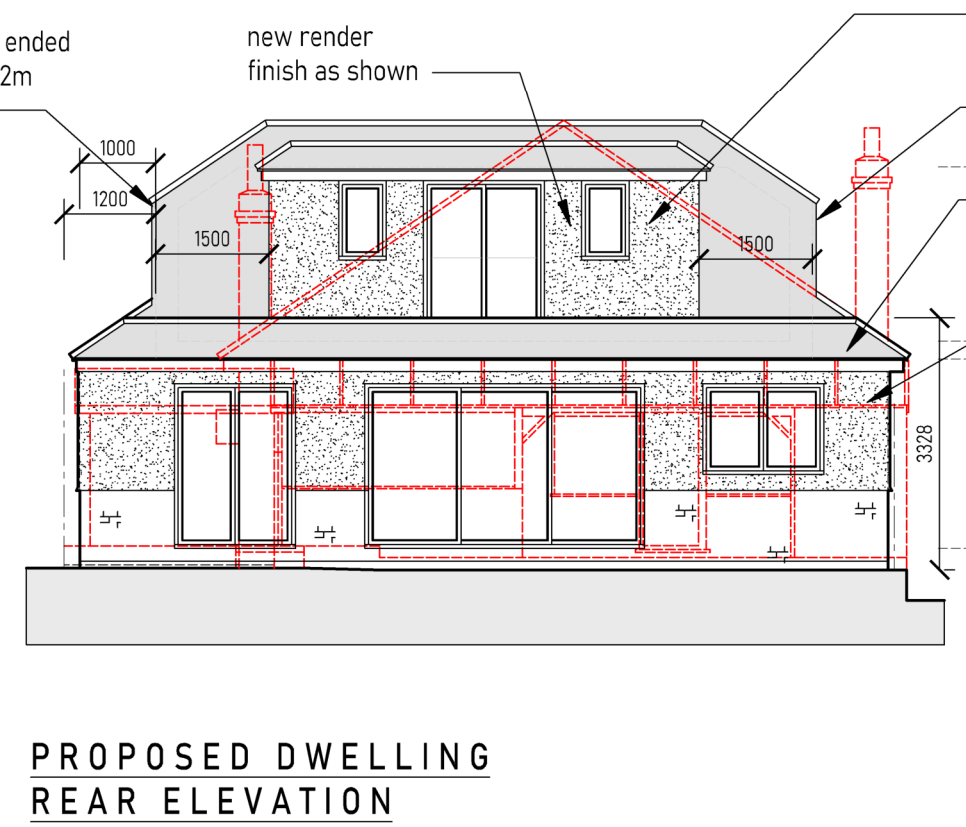 ended
2m
new render
finish as shown
1000
1200
1500
1500
3328
PROPOSED DWELLING
REAR ELEVATION